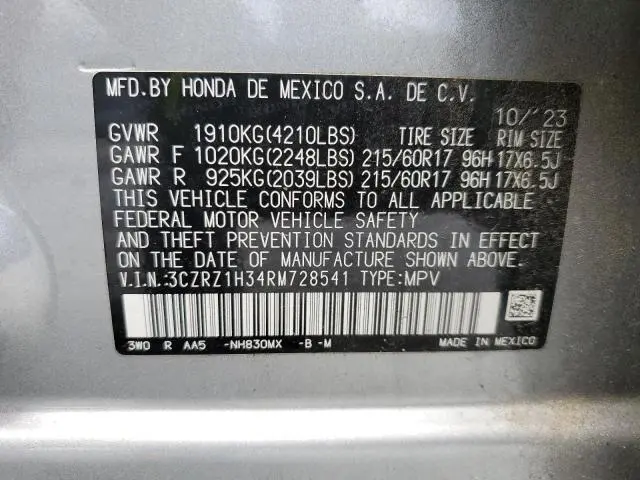 MFD.BY HONDA DE MEXICO S.A. DE C.V.
10/'23
GVWR 1910KG(4210LBS) TIRE SIZE RIM SIZE
GAWR F 1020KG(2248LBS) 215/60R17 96H 17X6.5J
GAWR R 925KG(2039LBS) 215/60R17 96H 17X6.5J
THIS VEHICLE CONFORMS TO ALL APPLICABLE
FEDERAL MOTOR VEHICLE SAFETY
AND THEFT PREVENTION STANDARDS IN EFFECT
ON THE DATE OF MANUFACTURE SHOWN ABOVE.
V.I.N.:3CZRZ1H34RM728541 TYPE:MPV
3W0 R AA5 -NH830MX -B -M MADE IN MEXICO